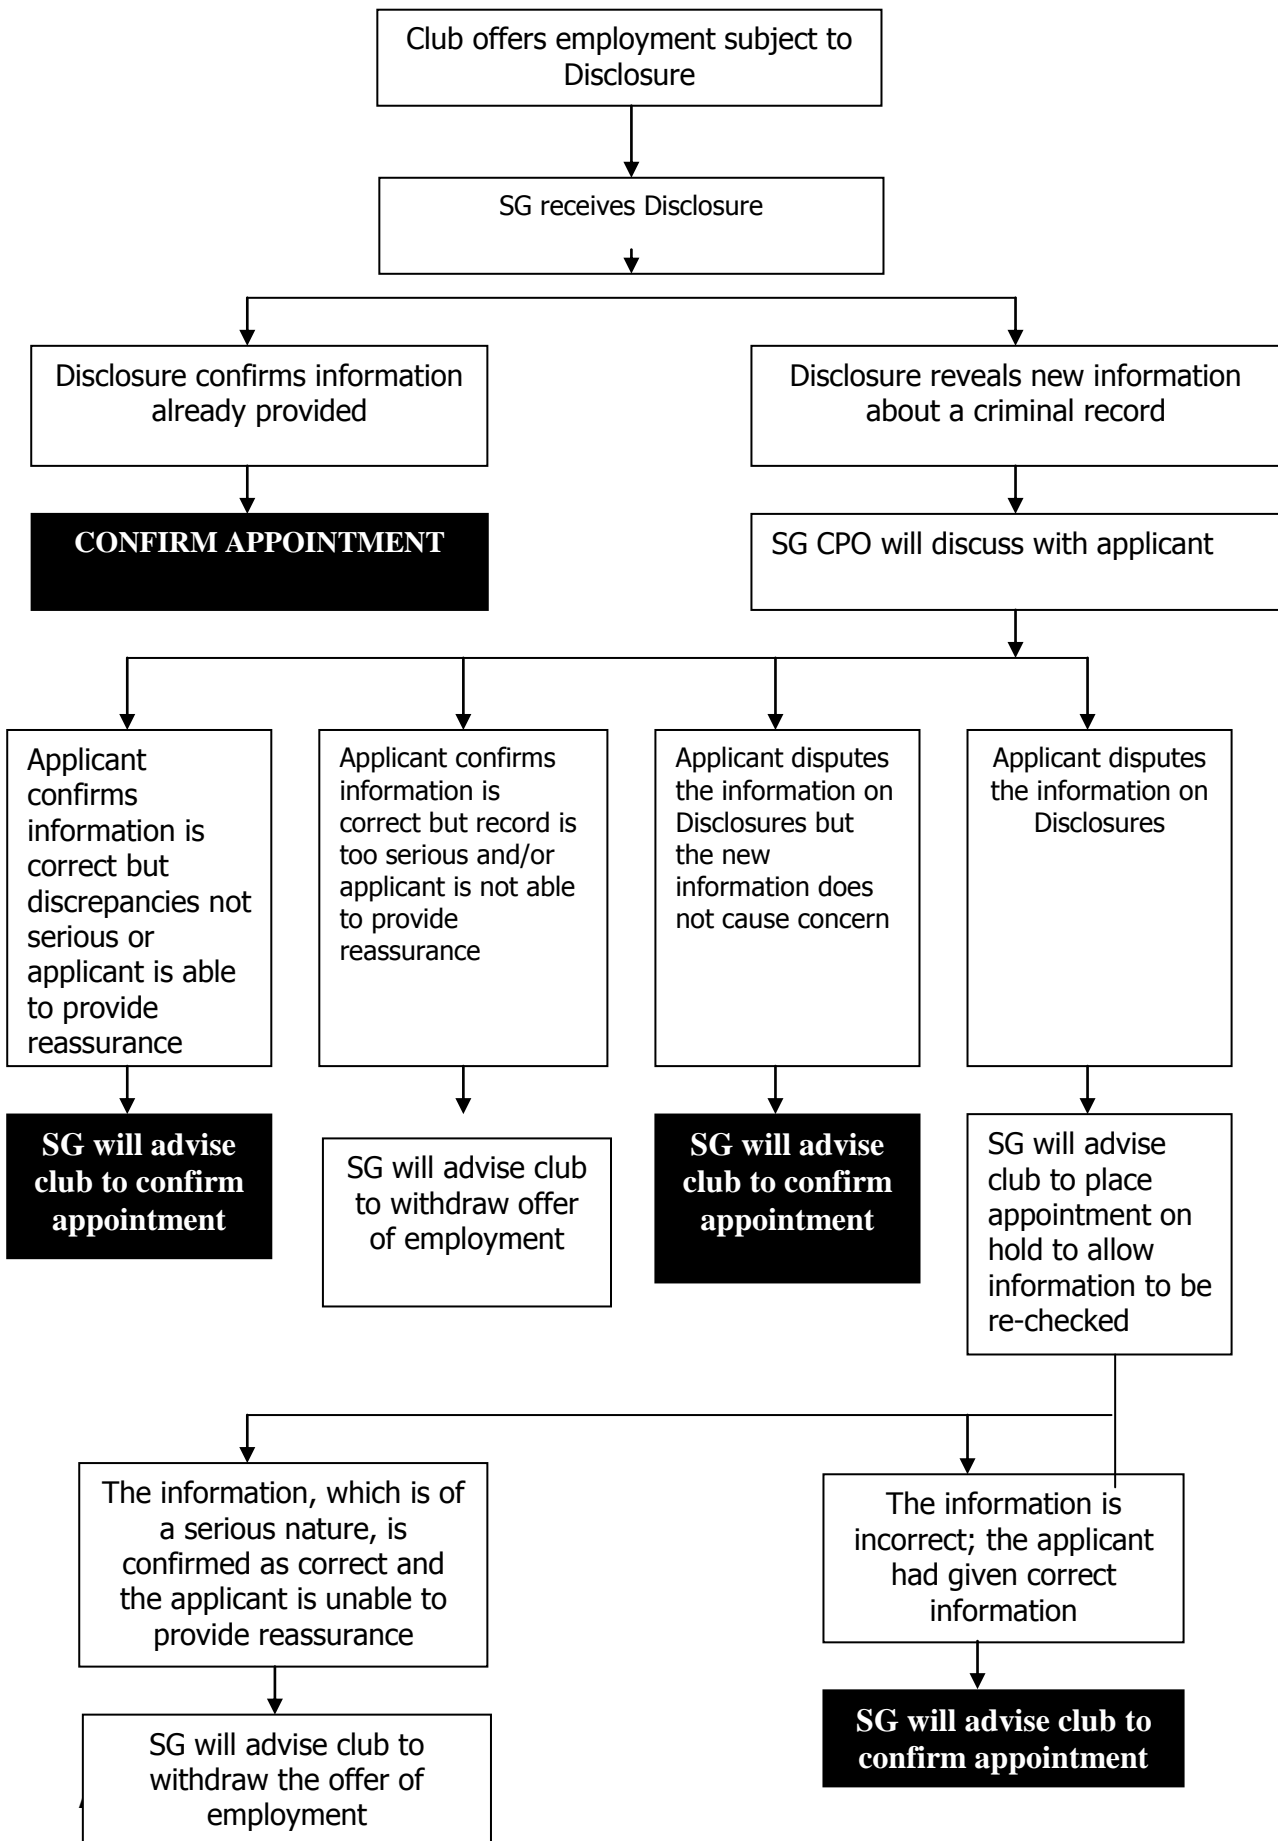 Club offers employment subject to
Disclosure
SG receives Disclosure
Disclosure confirms information
already provided
Disclosure reveals new information
about a criminal record
CONFIRM APPOINTMENT
SG CPO will discuss with applicant
Applicant
confirms
information is
correct but
discrepancies not
serious or
applicant is able
to provide
reassurance
Applicant confirms
information is
correct but record is
too serious and/or
applicant is not able
to provide
reassurance
Applicant disputes
the information on
Disclosures but
the new
information does
not cause concern
Applicant disputes
the information on
Disclosures
SG will advise
club to confirm
appointment
SG will advise club
to withdraw offer
of employment
SG will advise
club to confirm
appointment
SG will advise
club to place
appointment on
hold to allow
information to be
re-checked
The information, which is of
a serious nature, is
confirmed as correct and
the applicant is unable to
provide reassurance
The information is
incorrect; the applicant
had given correct
information
SG will advise club to
withdraw the offer of
employment
SG will advise club to
confirm appointment